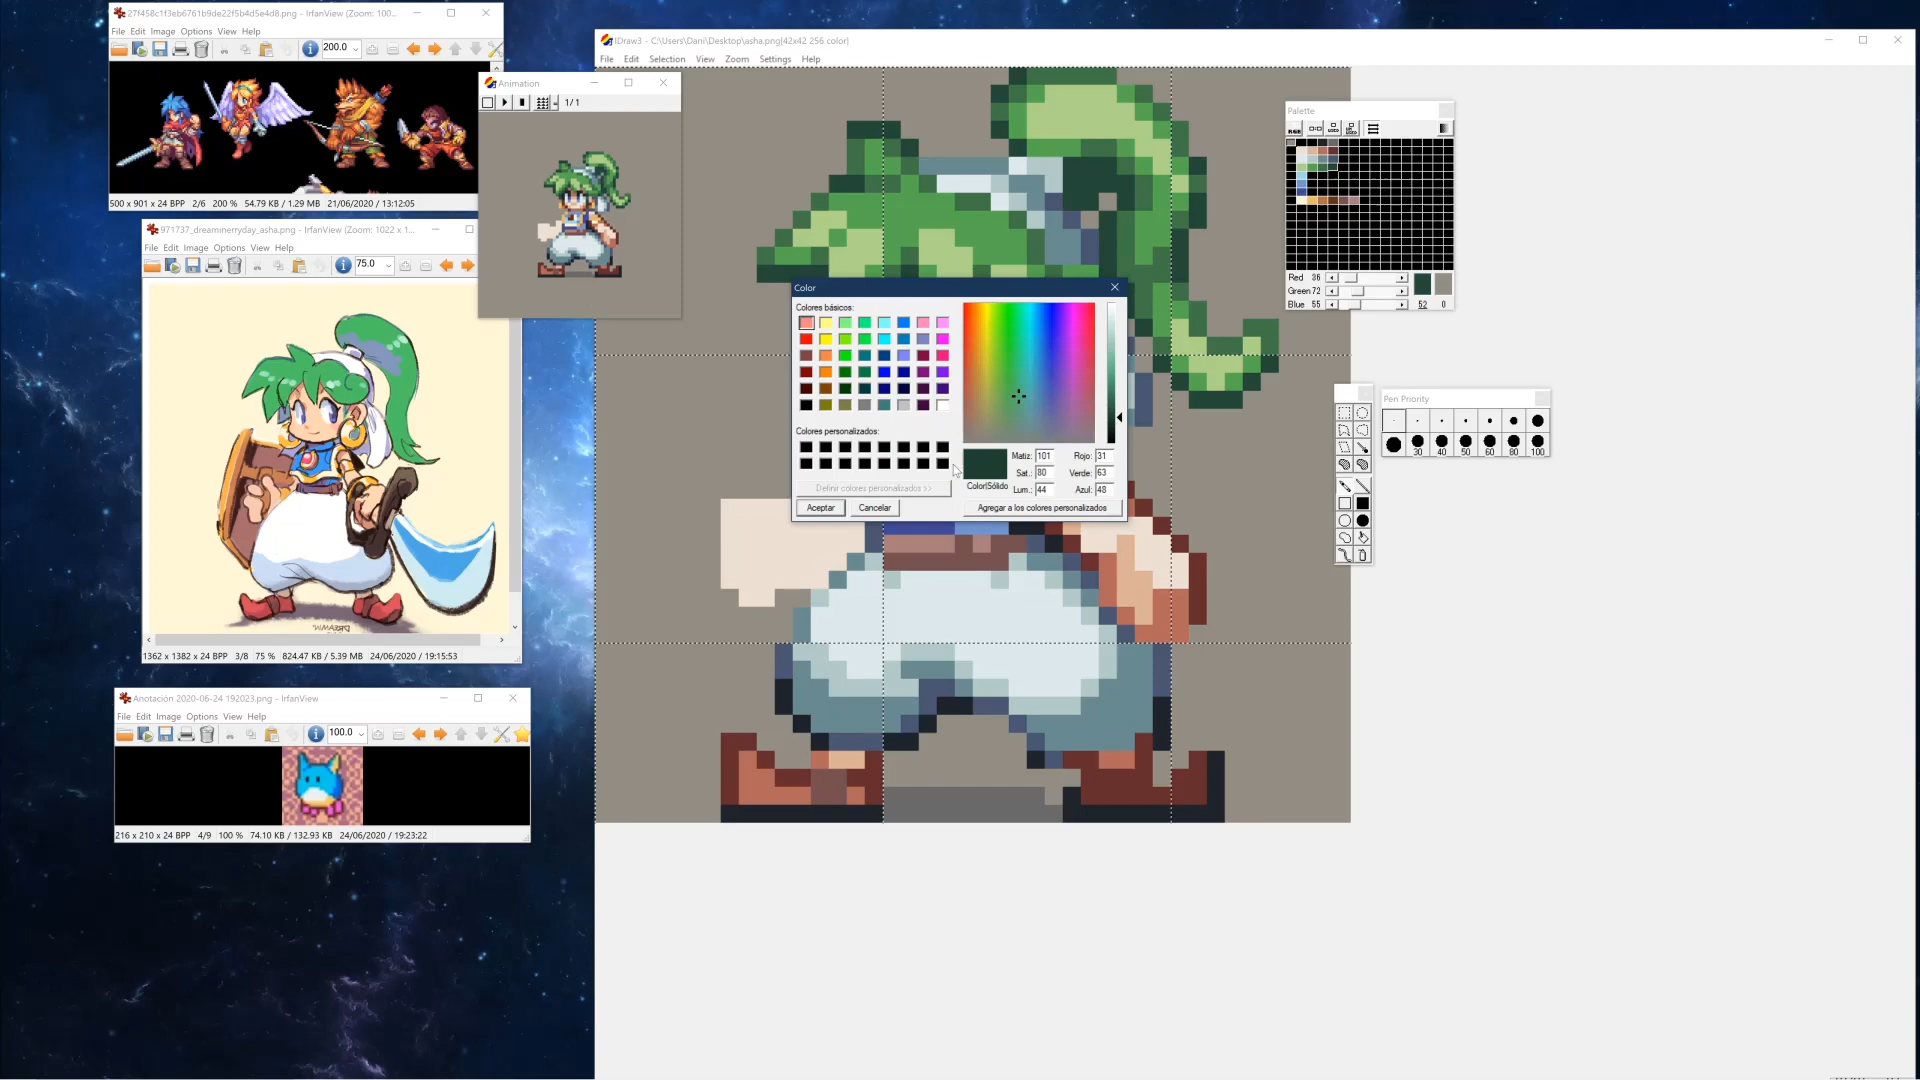 27f458c1f3eb6761b9de22f5b4d5e4d8.png - IrfanView (Zoom: 100...
File Edit Image Options View Help
200.0
500 x 901 x 24 BPP 2/6 200 % 54.79 KB / 1.29 MB 21/06/2020 / 13:12:05
971737_dreaminerryday_asha.png - IrfanView (Zoom: 1022 x 1...
File Edit Image Options View Help
75.0
1362 x 1382 x 24 BPP 3/8 75 % 824.47 KB / 5.39 MB 24/06/2020 / 19:15:53
Anotación 2020-06-24 192023.png - IrfanView
File Edit Image Options View Help
100.0
216 x 210 x 24 BPP 4/9 100 % 74.10 KB / 132.93 KB 24/06/2020 / 19:23:22
Animation
1/1
IDraw3 - C:\Users\Dani\Desktop\asha.png[42x42 256 color]
File Edit Selection View Zoom Settings Help
Color
Colores básicos:
Colores personalizados:
Definir colores personalizados >>
Aceptar Cancelar
Color|Sólido
Matiz: 101 Rojo: 31
Sat.: 80 Verde: 63
Lum.: 44 Azul: 48
Agregar a los colores personalizados
Palette
RGB
Red 36
Green 72
Blue 55
52 0
Pen Priority
30 40 50 60 80 100